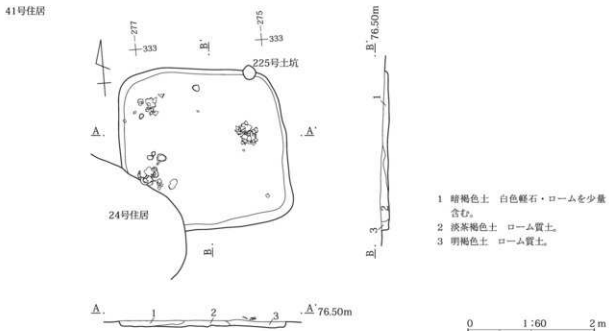 41号住居
-277
-333
-275
-333
B'
225号土坑
A
A'
24号住居
B
B'
76.50m
1
2
3
B
1 暗褐色土 白色軽石・ロームを少量
含む。
2 淡茶褐色土 ローム質土。
3 明褐色土 ローム質土。
A
1
2
3
A'
76.50m
0 1:60 2m